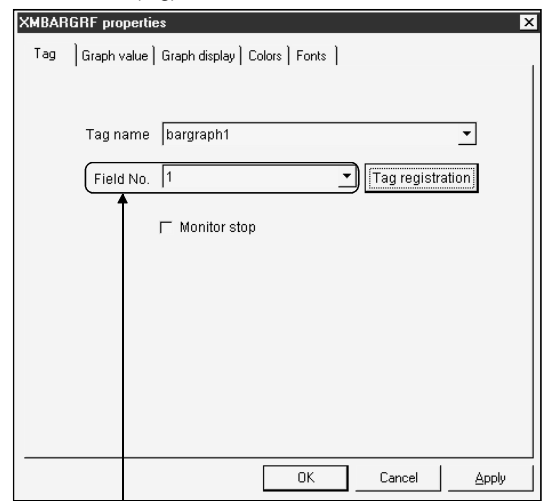 XMBARGRF properties
Tag Graph value Graph display Colors Fonts
Tag name bargraph1
Field No. 1 Tag registration
Monitor stop
OK Cancel Apply